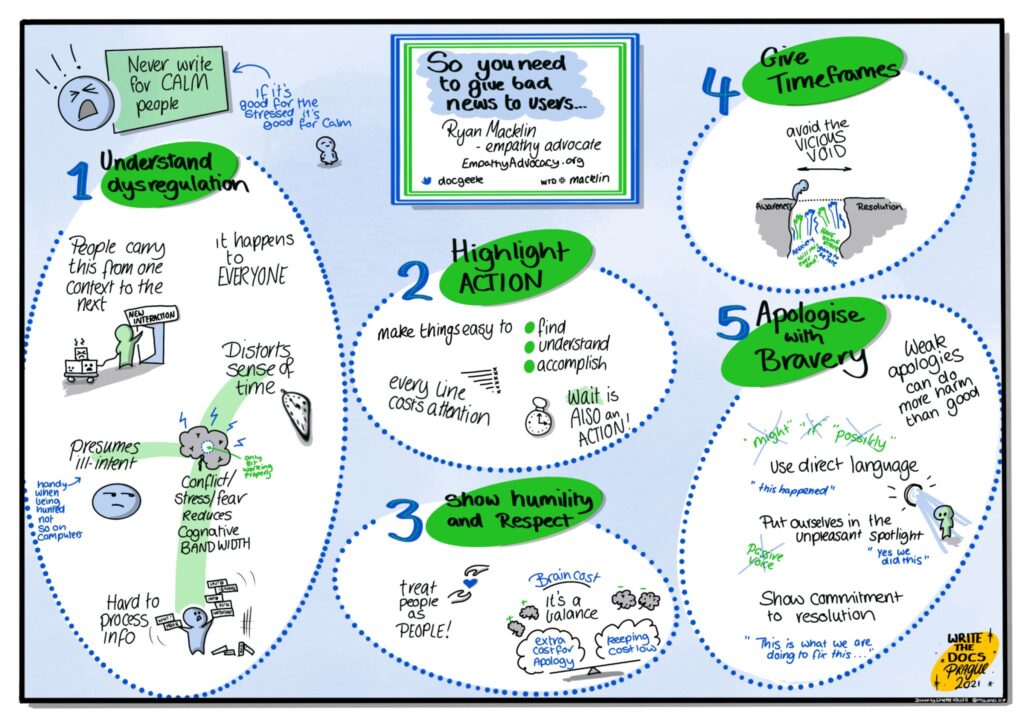 Never write
for CALM
people
If it's
good for the
stressed it's
good for Calm
So you need
to give bad
news to users...
Ryan Macklin
- empathy advocate
EmpathyAdvocacy.org
docgeek
WTD macklin
1 Understand
dysregulation
People carry
this from one
context to the
next
it happens
to
EVERYONE
NEW
INTERACTION
Distorts
sense of
time
Presumes
ill-intent
only
bit
working
properly
handy
when
being
hunted
not
so on
computers
Conflict/
stress/fear
Reduces
Cognitive
BANDWIDTH
Hard to
process
info
INFO
INFO
2 Highlight
ACTION
make things easy to
find
understand
accomplish
every line
costs attention
wait is
ALSO an
ACTION!
3 Show humility
and Respect
treat
people
as
PEOPLE!
Brain cost
it's a
balance
extra
cost for
Apology
keeping
cost low
4 Give
Timeframes
avoid the
VICIOUS
VOID
Awareness
Resolution
5 Apologise
with
Bravery
Weak
apologies
can do
more harm
than good
"might" "if" "possibly"
Use direct language
"this happened"
Put ourselves in the
unpleasant spotlight
Passive
voice
"Yes we
did this"
Show commitment
to resolution
"This is what we are
doing to fix this..."
WRITE
THE
DOCS
Prague
2021